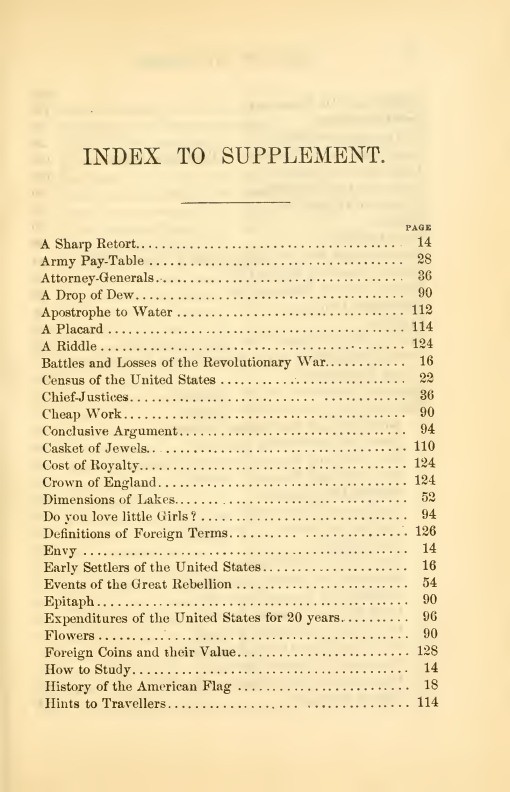 INDEX TO SUPPLEMENT.
PAGE
A Sharp Retort........................................ 14
Army Pay-Table ........................................ 28
Attorney-Generals........................................ 36
A Drop of Dew........................................ 90
Apostrophe to Water ........................................ 112
A Placard ........................................ 114
A Riddle ........................................ 124
Battles and Losses of the Revolutionary War............ 16
Census of the United States ............................ 22
Chief-Justices........................................ 36
Cheap Work........................................ 90
Conclusive Argument.................................... 94
Casket of Jewels........................................ 110
Cost of Royalty........................................ 124
Crown of England........................................ 124
Dimensions of Lakes.................................... 52
Do you love little Girls? ............................... 94
Definitions of Foreign Terms............................ 126
Envy ........................................ 14
Early Settlers of the United States...................... 16
Events of the Great Rebellion .......................... 54
Epitaph........................................ 90
Expenditures of the United States for 20 years.......... 96
Flowers ........................................ 90
Foreign Coins and their Value.......................... 128
How to Study........................................ 14
History of the American Flag .......................... 18
Hints to Travellers.................................... 114